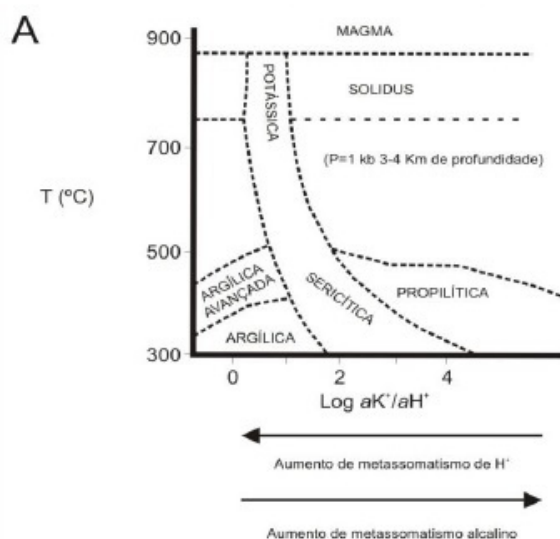 A
MAGMA
900
SOLIDUS
POTÁSSICA
(P=1 kb 3-4 Km de profundidade)
700
T (ºC)
500
ARGÍLICA
AVANÇADA
SERICÍTICA
PROPILÍTICA
ARGÍLICA
300
0 2 4
Log aK⁺/aH⁺
Aumento de metassomatismo de H⁺
Aumento de metassomatismo alcalino